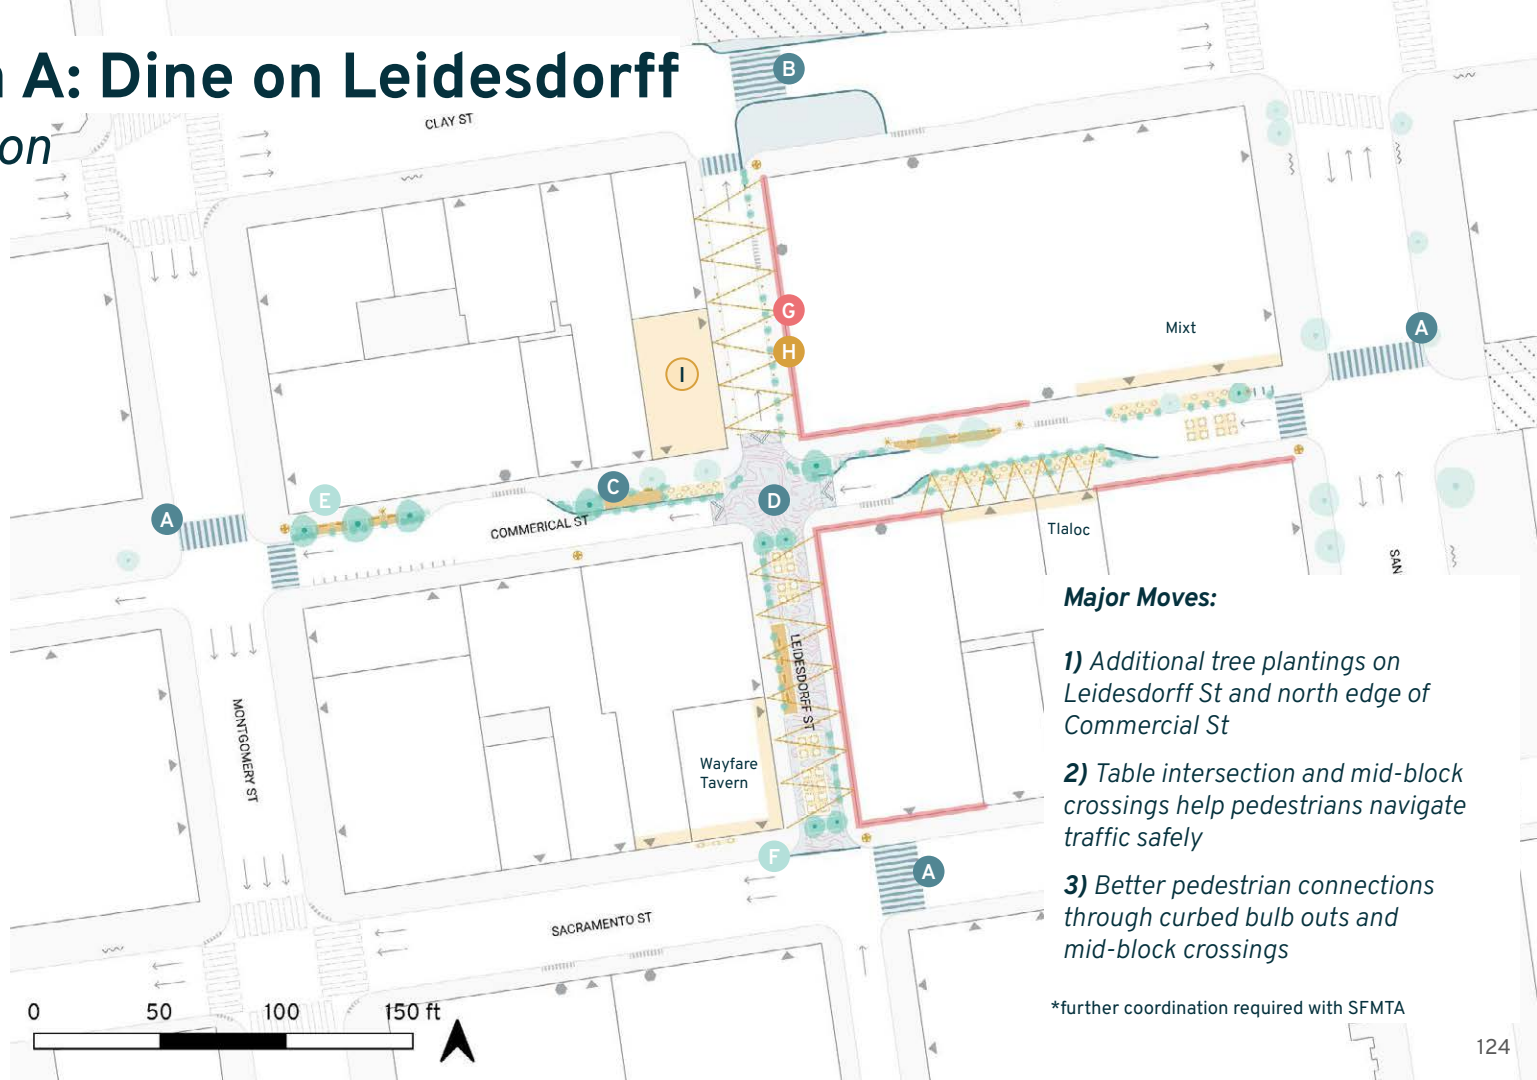 A: Dine on Leidesdorff
on
CLAY ST
B
G
H
I
Mixt
A
C
E
D
A
COMMERICAL ST
Tlaloc
SAN
LEIDESDORFF ST
MONTGOMERY ST
Wayfare
Tavern
F
A
SACRAMENTO ST
Major Moves:
1) Additional tree plantings on
Leidesdorff St and north edge of
Commercial St
2) Table intersection and mid-block
crossings help pedestrians navigate
traffic safely
3) Better pedestrian connections
through curbed bulb outs and
mid-block crossings
*further coordination required with SFMTA
0 50 100 150 ft
124